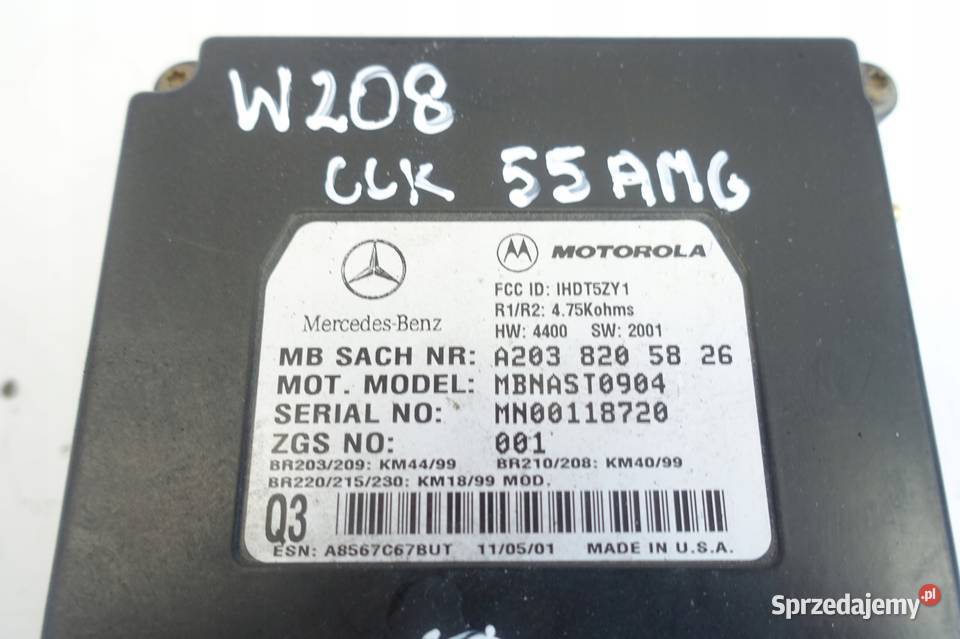 W208
CLK 55 AMG
MOTOROLA
FCC ID: IHDT5ZY1
R1/R2: 4.75Kohms
Mercedes-Benz
HW: 4400 SW: 2001
MB SACH NR: A203 820 58 26
MOT. MODEL: MBNAST0904
SERIAL NO: MN00118720
ZGS NO: 001
BR203/209: KM44/99 BR210/208: KM40/99
BR220/215/230: KM18/99 MOD.
Q3
ESN: A8567C67BUT 11/05/01 MADE IN U.S.A.
Sprzedajemy.pl